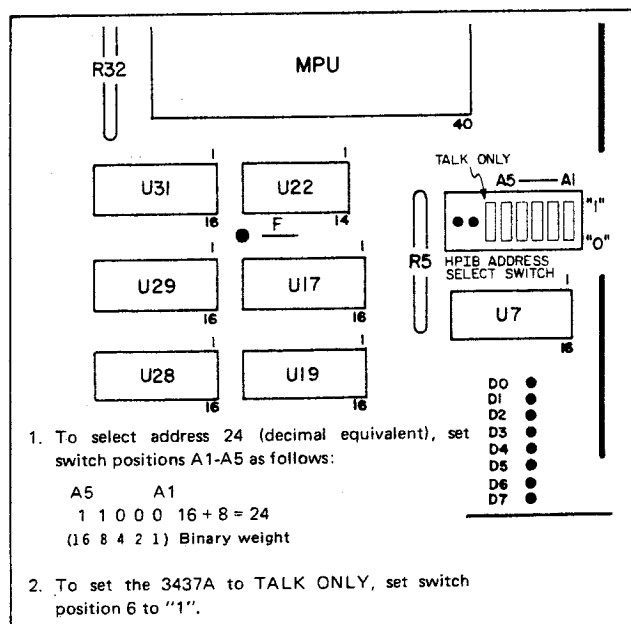 R32
MPU
40
1
1
U31
U22
16
14
F
TALK ONLY
A5 A1
"1"
"0"
R5
HPIB ADDRESS
SELECT SWITCH
1
1
U29
U17
16
16
1
U7
16
1
1
U28
U19
16
16
D0
D1
D2
D3
D4
D5
D6
D7
1. To select address 24 (decimal equivalent), set
switch positions A1-A5 as follows:
A5 A1
1 1 0 0 0 16 + 8 = 24
(16 8 4 2 1) Binary weight
2. To set the 3437A to TALK ONLY, set switch
position 6 to "1".